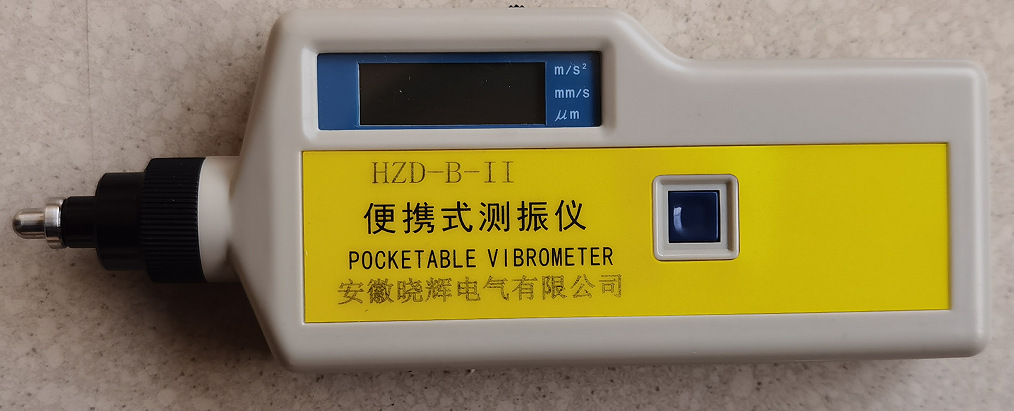 m/s²
mm/s
μm
HZD-B-II
便携式测振仪
POCKETABLE VIBROMETER
安徽晓辉电气有限公司